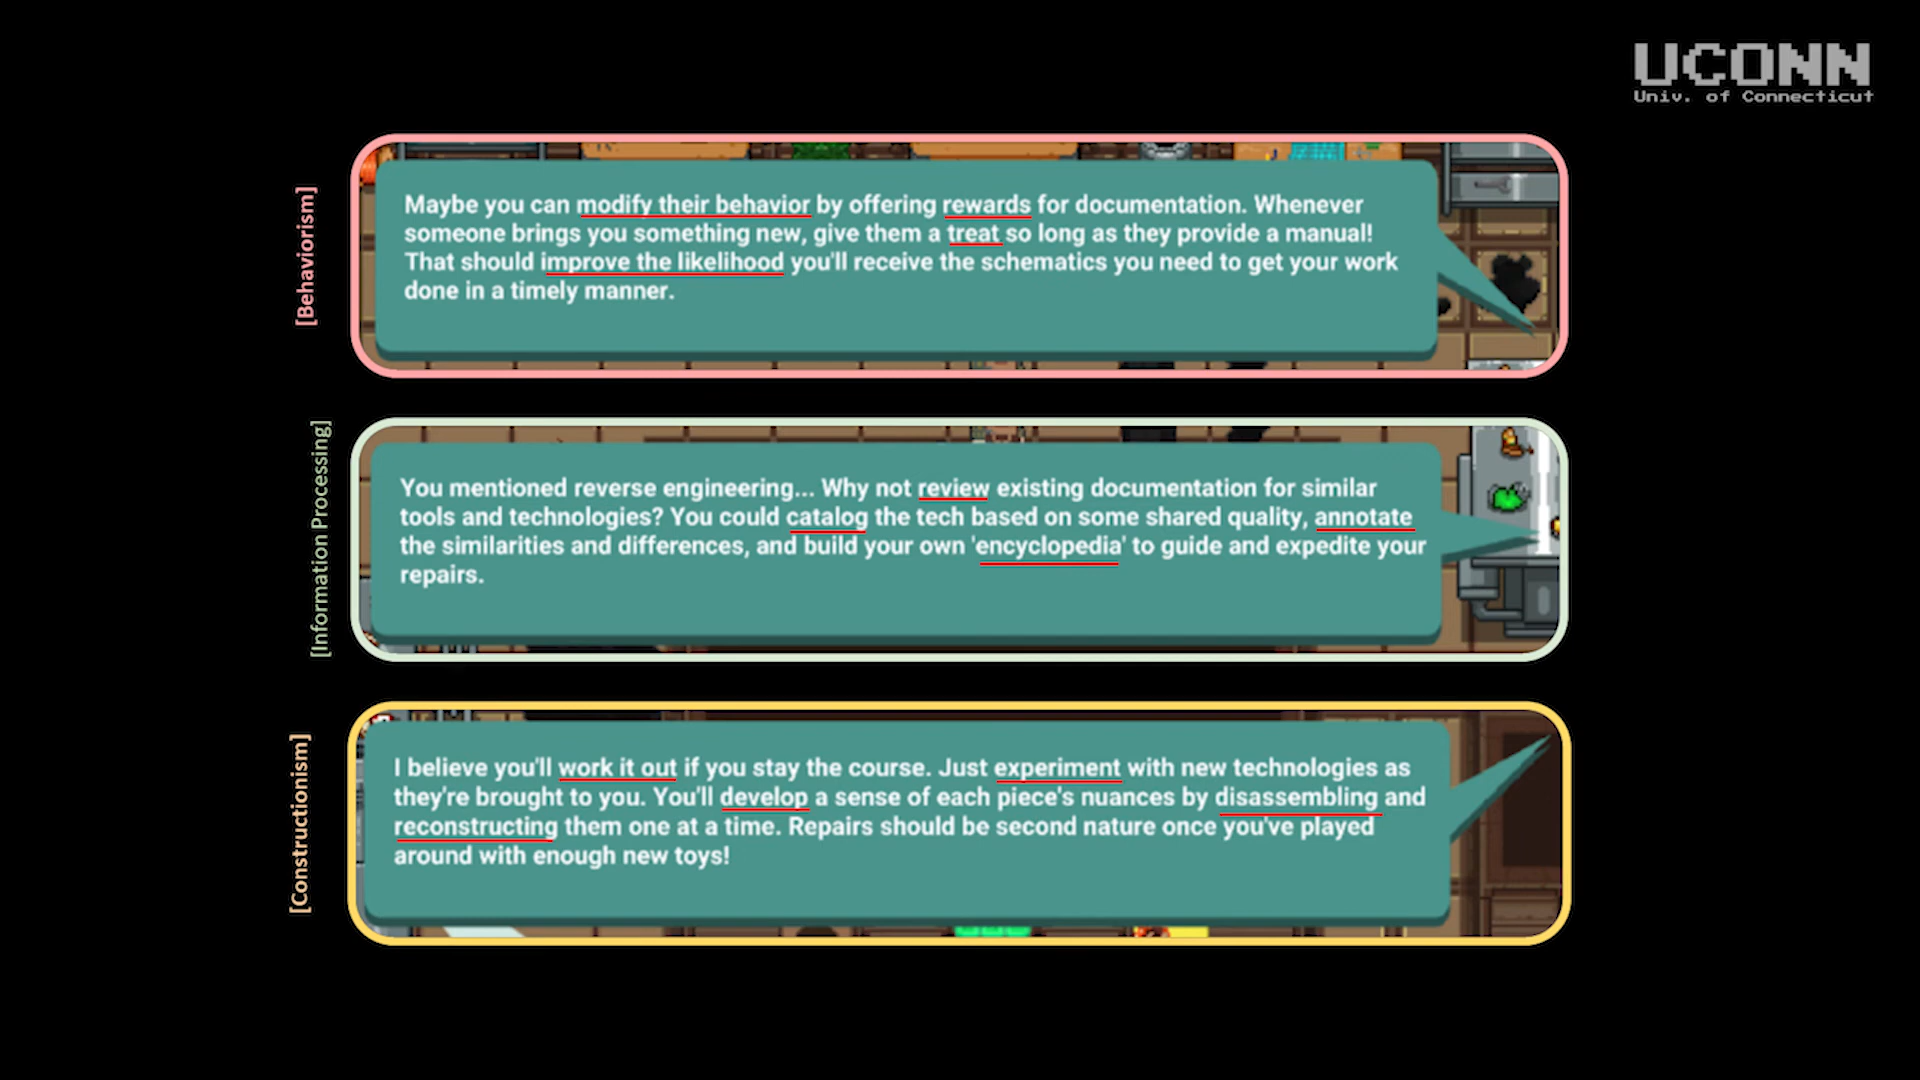 UCONN
Univ. of Connecticut
[Behaviorism]
Maybe you can modify their behavior by offering rewards for documentation. Whenever
someone brings you something new, give them a treat so long as they provide a manual!
That should improve the likelihood you'll receive the schematics you need to get your work
done in a timely manner.
[Information Processing]
You mentioned reverse engineering... Why not review existing documentation for similar
tools and technologies? You could catalog the tech based on some shared quality, annotate
the similarities and differences, and build your own 'encyclopedia' to guide and expedite your
repairs.
[Constructionism]
I believe you'll work it out if you stay the course. Just experiment with new technologies as
they're brought to you. You'll develop a sense of each piece's nuances by disassembling and
reconstructing them one at a time. Repairs should be second nature once you've played
around with enough new toys!